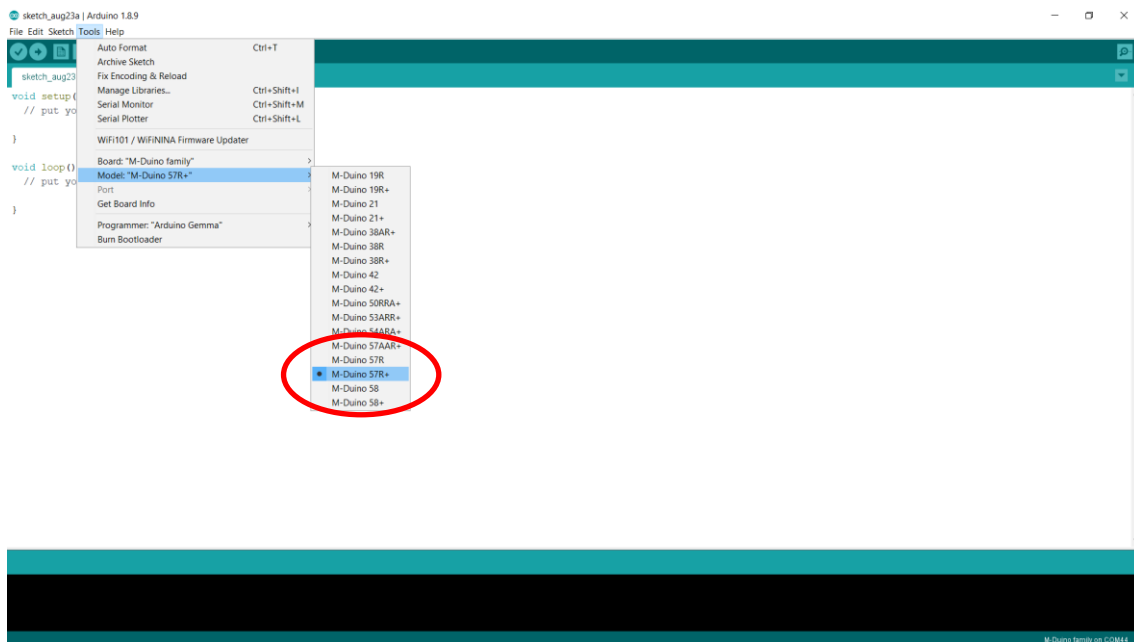 sketch_aug23a | Arduino 1.8.9
File Edit Sketch Tools Help
sketch_aug23
Auto Format Ctrl+T
Archive Sketch
Fix Encoding & Reload
Manage Libraries... Ctrl+Shift+I
Serial Monitor Ctrl+Shift+M
Serial Plotter Ctrl+Shift+L
WiFi101 / WiFiNINA Firmware Updater
Board: "M-Duino family"
Model: "M-Duino 57R+"
Port
Get Board Info
Programmer: "Arduino Gemma"
Burn Bootloader
void setup(
// put yo
}
void loop()
// put yo
}
M-Duino 19R
M-Duino 19R+
M-Duino 21
M-Duino 21+
M-Duino 38AR+
M-Duino 38R
M-Duino 38R+
M-Duino 42
M-Duino 42+
M-Duino 50RRA+
M-Duino 53ARR+
M-Duino 54ARA+
M-Duino 57AAR+
M-Duino 57R
M-Duino 57R+
M-Duino 58
M-Duino 58+
M-Duino family on COM44